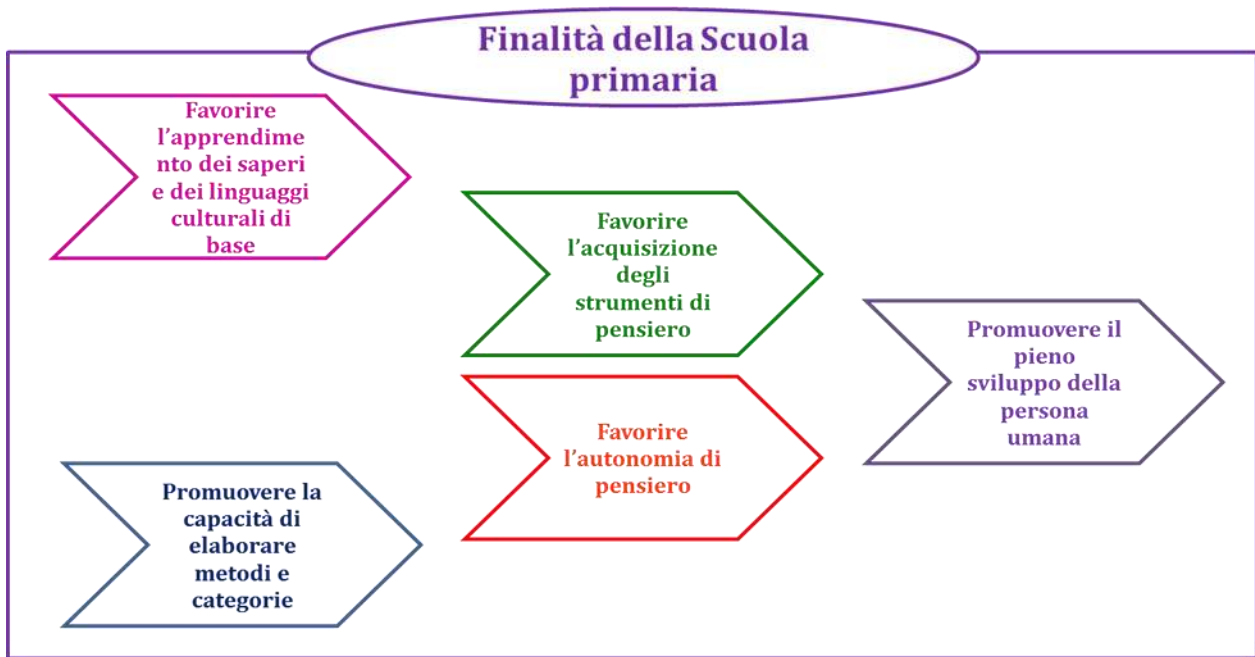 Finalità della Scuola
primaria
Favorire
l'apprendime
nto dei saperi
e dei linguaggi
culturali di
base
Favorire
l'acquisizione
degli
strumenti di
pensiero
Promuovere il
pieno
sviluppo della
persona
umana
Favorire
l'autonomia di
pensiero
Promuovere la
capacità di
elaborare
metodi e
categorie